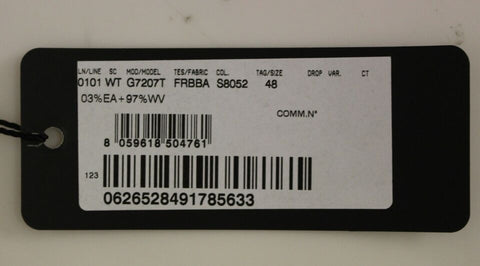 LN/LINE SC MOD/MODEL TES/FABRIC COL. TAG/SIZE DROP VAR. CT
0101 WT G7207T FRBBA S8052 48
03%EA+97%WV
COMM.N°
8 059618 504761
123
0626528491785633